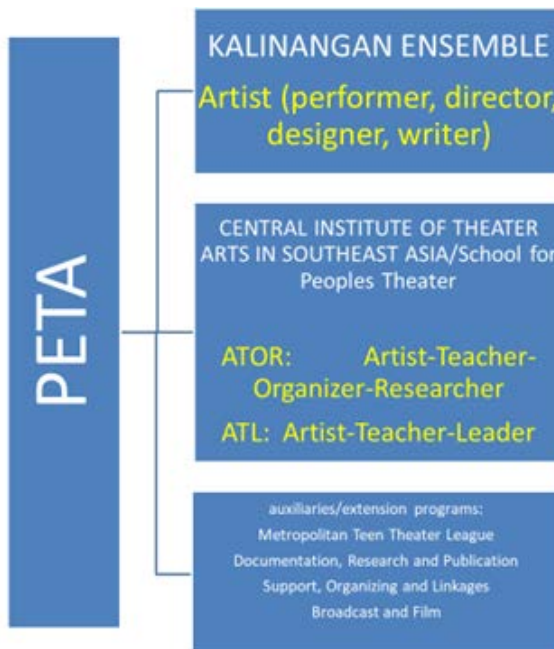 PETA
KALINANGAN ENSEMBLE
Artist (performer, director,
designer, writer)
CENTRAL INSTITUTE OF THEATER
ARTS IN SOUTHEAST ASIA/School for
Peoples Theater
ATOR: Artist-Teacher-
Organizer-Researcher
ATL: Artist-Teacher-Leader
auxiliaries/extension programs:
Metropolitan Teen Theater League
Documentation, Research and Publication
Support, Organizing and Linkages
Broadcast and Film